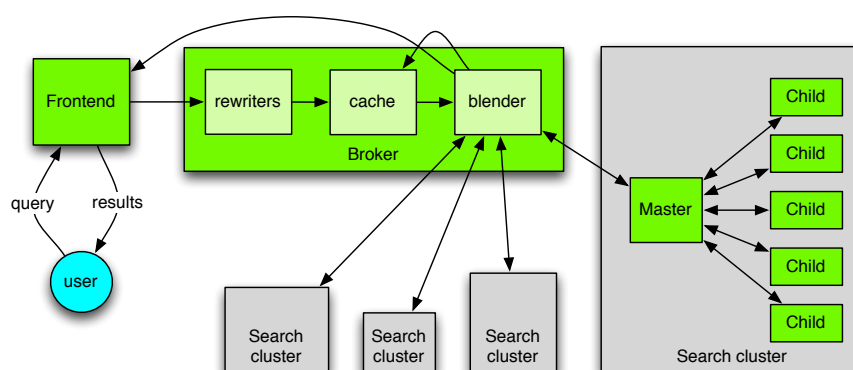 Frontend
rewriters
cache
blender
Broker
query
results
user
Search
cluster
Search
cluster
Search
cluster
Master
Child
Child
Child
Child
Child
Search cluster